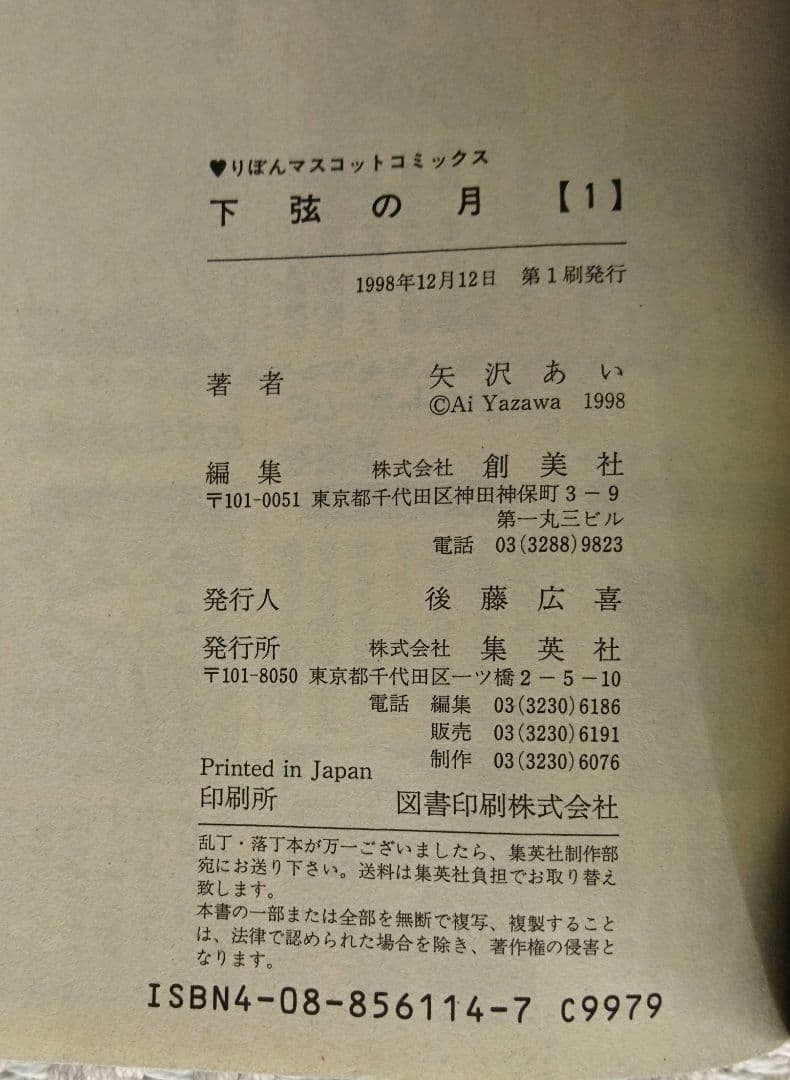 ♥りぼんマスコットコミックス
下弦の月【1】
1998年12月12日 第1刷発行
著者 矢沢あい
©Ai Yazawa 1998
編集 株式会社 創美社
〒101-0051 東京都千代田区神田神保町3-9
第一丸三ビル
電話 03(3288)9823
発行人 後藤広喜
発行所 株式会社 集英社
〒101-8050 東京都千代田区一ツ橋2-5-10
電話 編集 03(3230)6186
販売 03(3230)6191
制作 03(3230)6076
Printed in Japan
印刷所 図書印刷株式会社
乱丁・落丁本が万一ございましたら、集英社制作部
宛にお送り下さい。送料は集英社負担でお取り替え
致します。
本書の一部または全部を無断で複写、複製すること
は、法律で認められた場合を除き、著作権の侵害と
なります。
ISBN4-08-856114-7 C9979